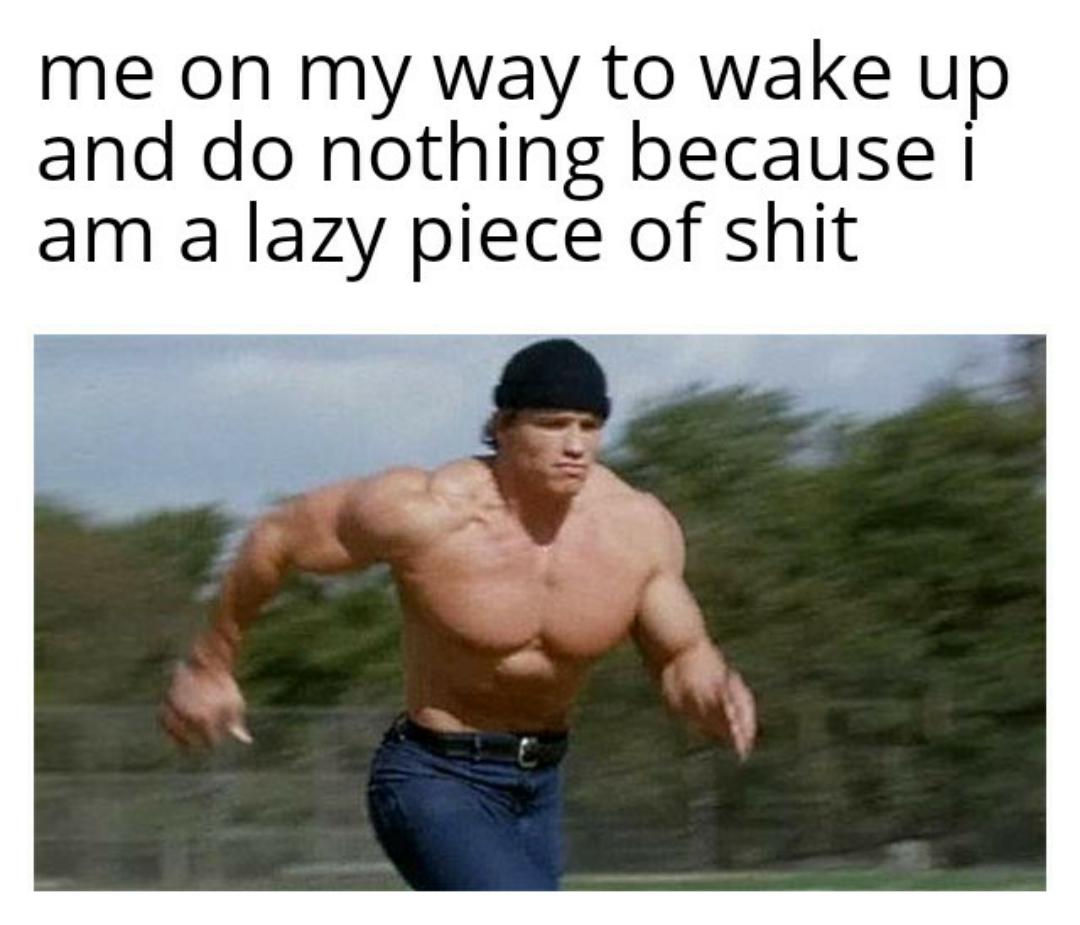 me on my way to wake up
and do nothing because i
am a lazy piece of shit